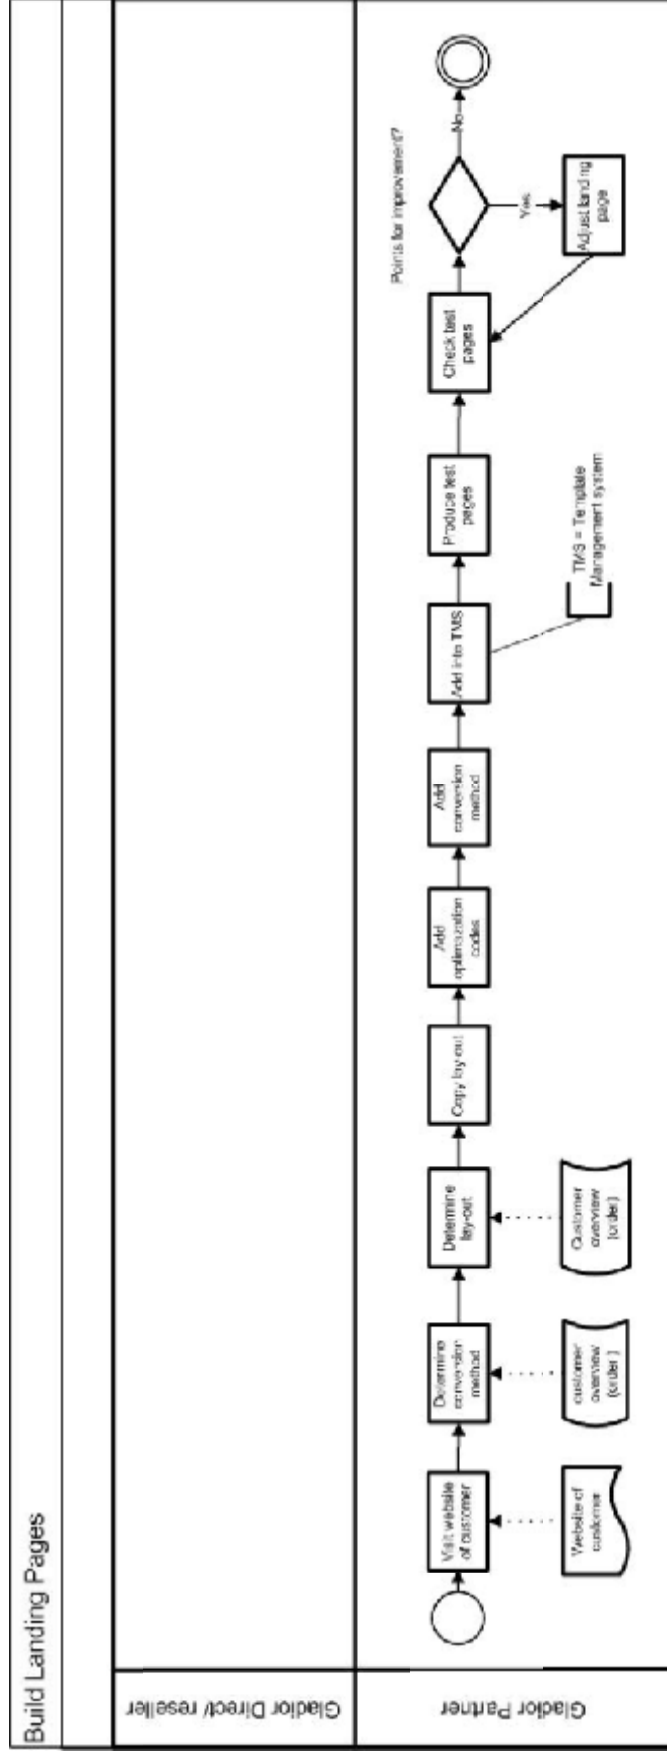 Build Landing Pages
Gladior Direct/ reseller
Gladior Partner
Visit website
of customer
Website of
customer
Determine
conversion
method
customer
overview
(order )
Determine
lay-out
Customer
overview
(order)
Copy lay-out
Add
optimazation
codes
Add
conversion
method
Add into TMS
TMS = Template
Management system
Produce test
pages
Check test
pages
Points for improvement?
No
Yes
Adjust landing
page